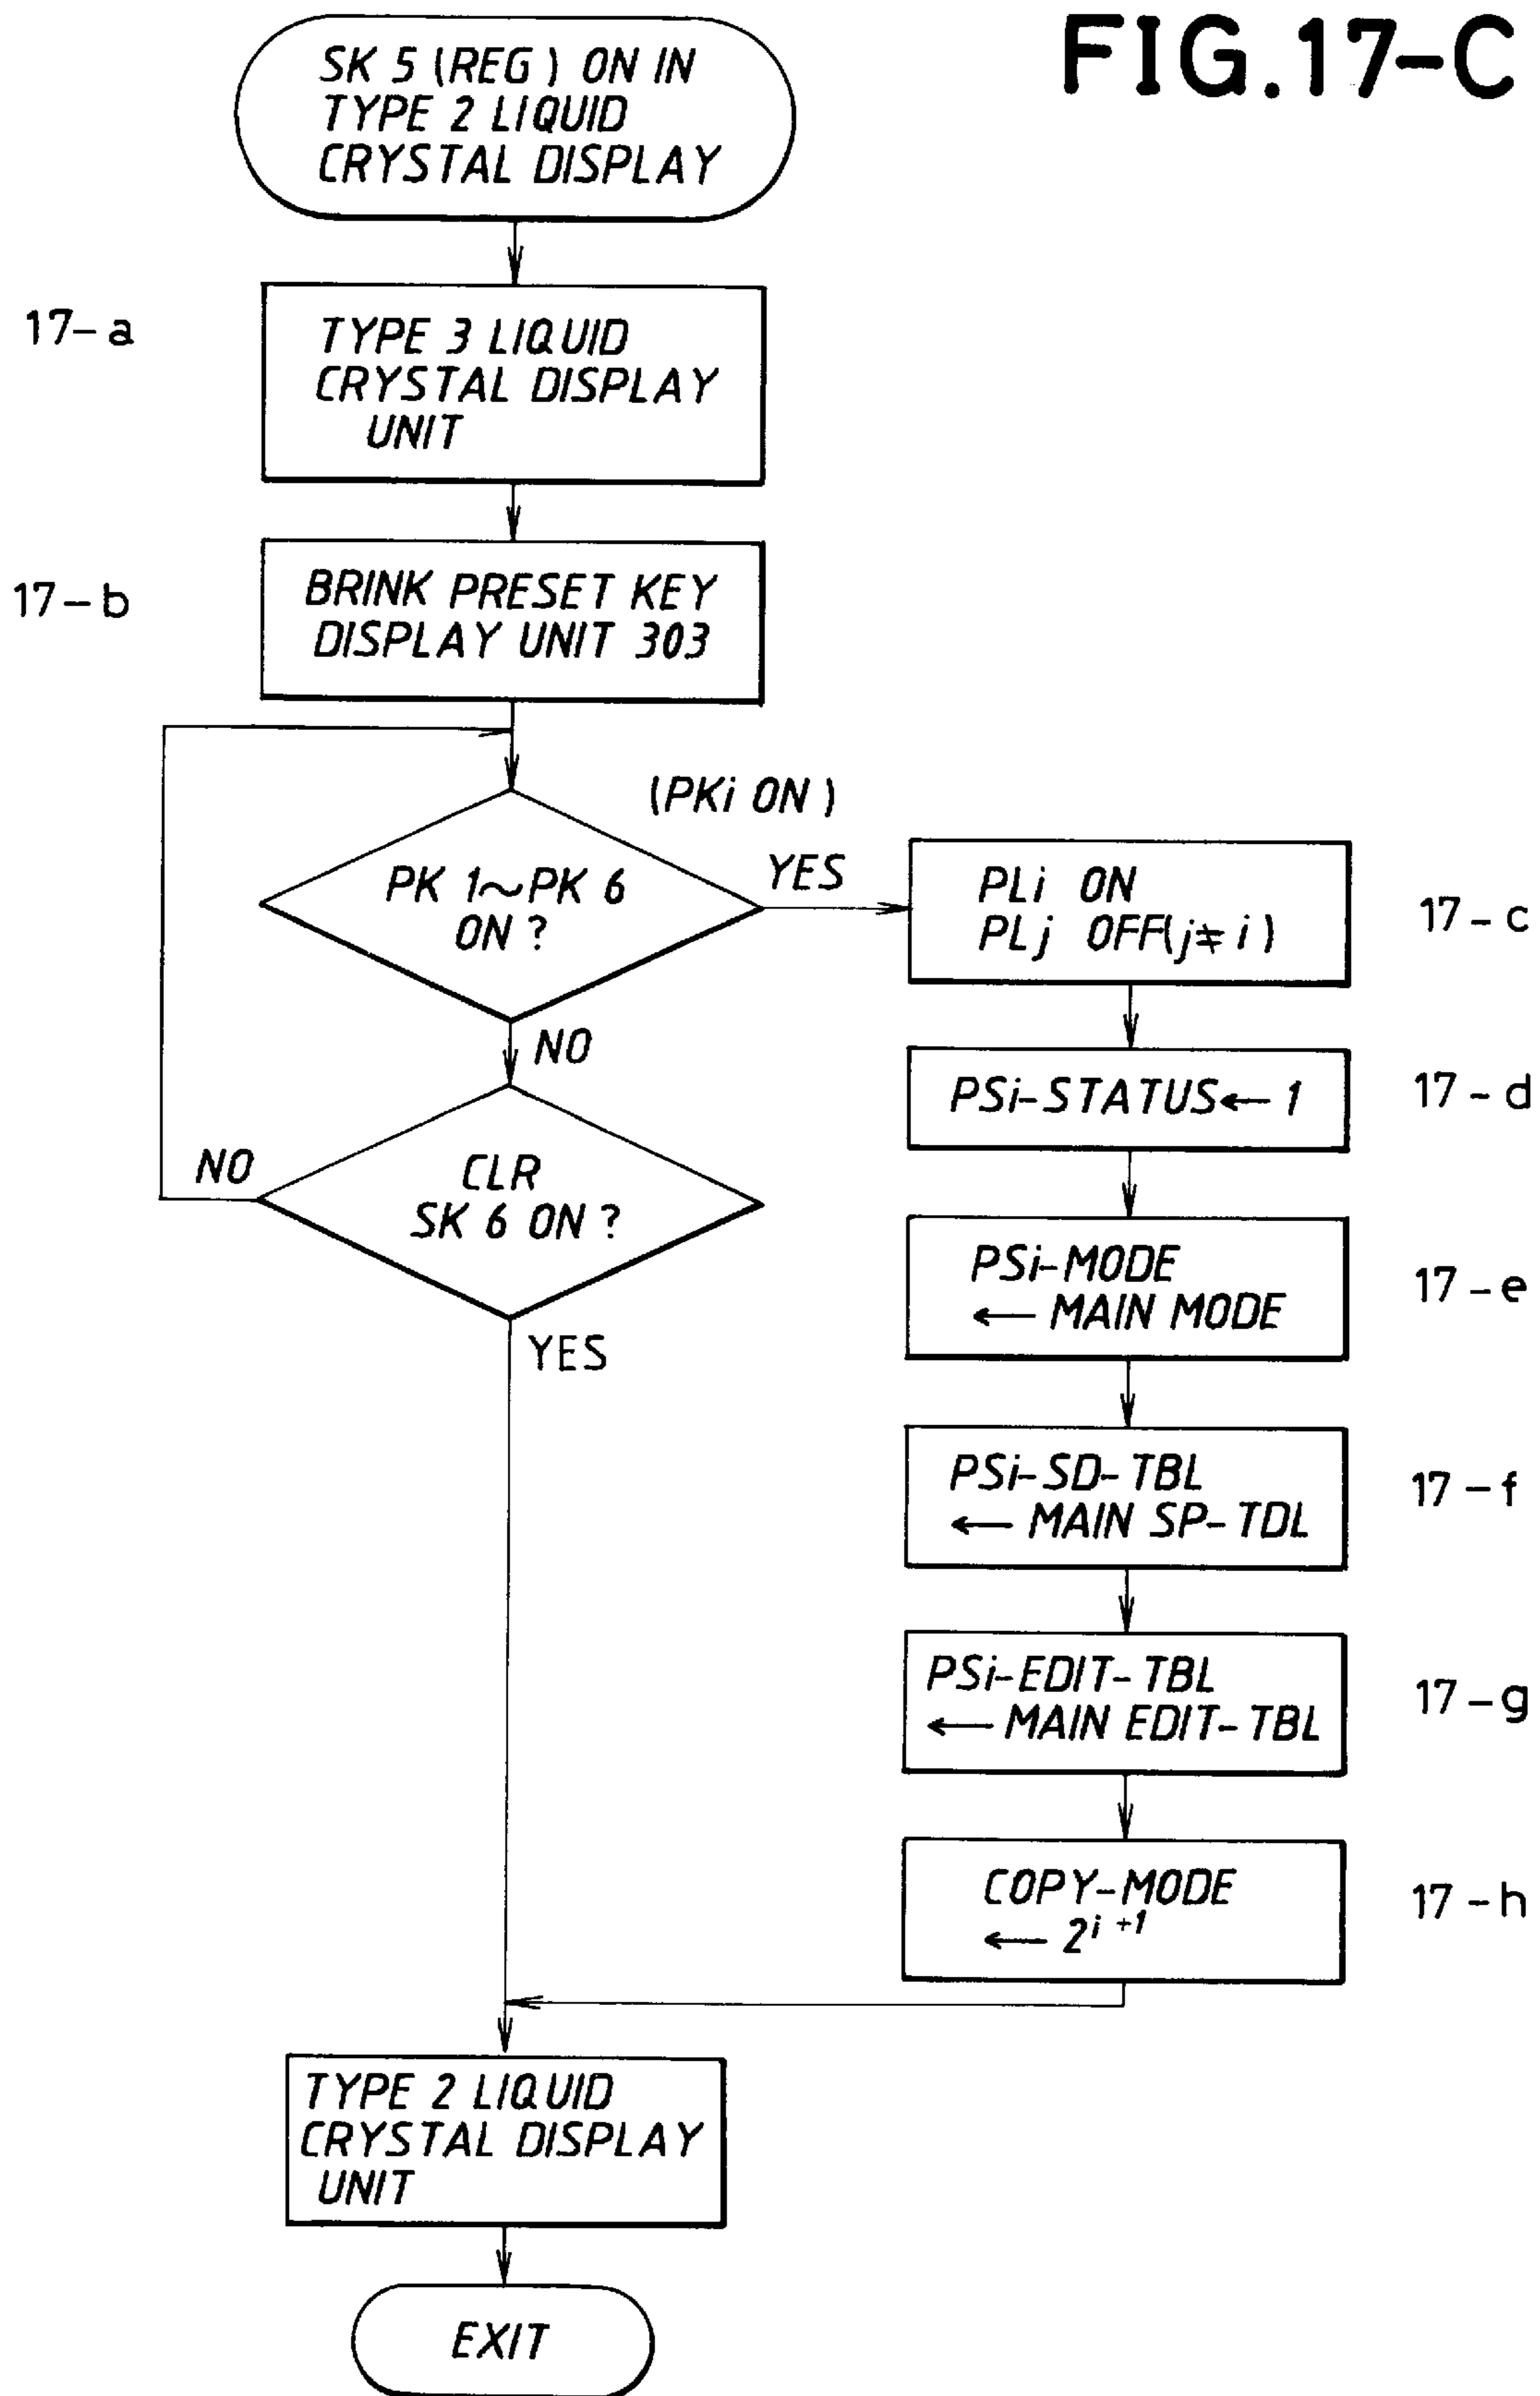 FIG.17-C
SK 5 (REG) ON IN
TYPE 2 LIQUID
CRYSTAL DISPLAY
17-a
TYPE 3 LIQUID
CRYSTAL DISPLAY
UNIT
17-b
BRINK PRESET KEY
DISPLAY UNIT 303
(PKi ON)
PK 1~PK 6
ON ?
YES
PLi ON
PLj OFF(j≠i)
17-c
NO
PSi-STATUS←1
17-d
NO
CLR
SK 6 ON ?
YES
PSi-MODE
← MAIN MODE
17-e
PSi-SD-TBL
← MAIN SP-TDL
17-f
PSi-EDIT-TBL
← MAIN EDIT-TBL
17-g
COPY-MODE
← 2^i+1
17-h
TYPE 2 LIQUID
CRYSTAL DISPLAY
UNIT
EXIT